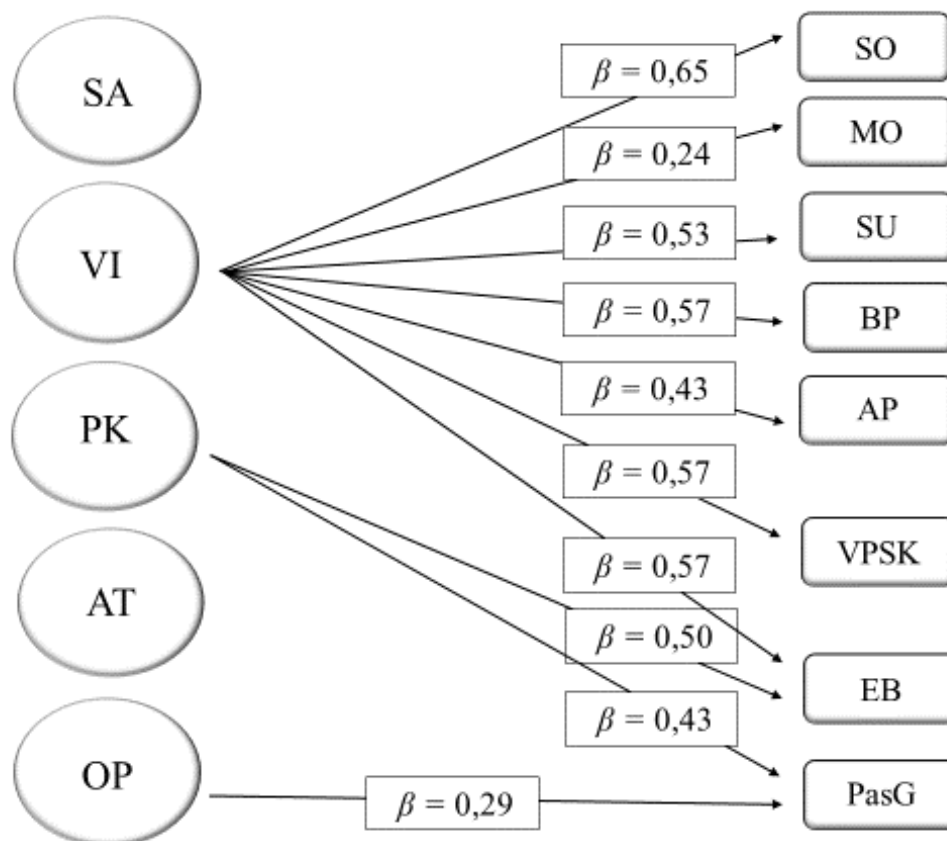 SA
VI
PK
AT
OP
β = 0,65
β = 0,24
β = 0,53
β = 0,57
β = 0,43
β = 0,57
β = 0,57
β = 0,50
β = 0,43
β = 0,29
SO
MO
SU
BP
AP
VPSK
EB
PasG